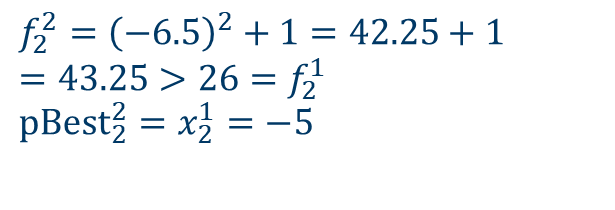 f₂² = (−6.5)² + 1 = 42.25 + 1
= 43.25 > 26 = f₂¹
pBest₂² = x₂¹ = −5